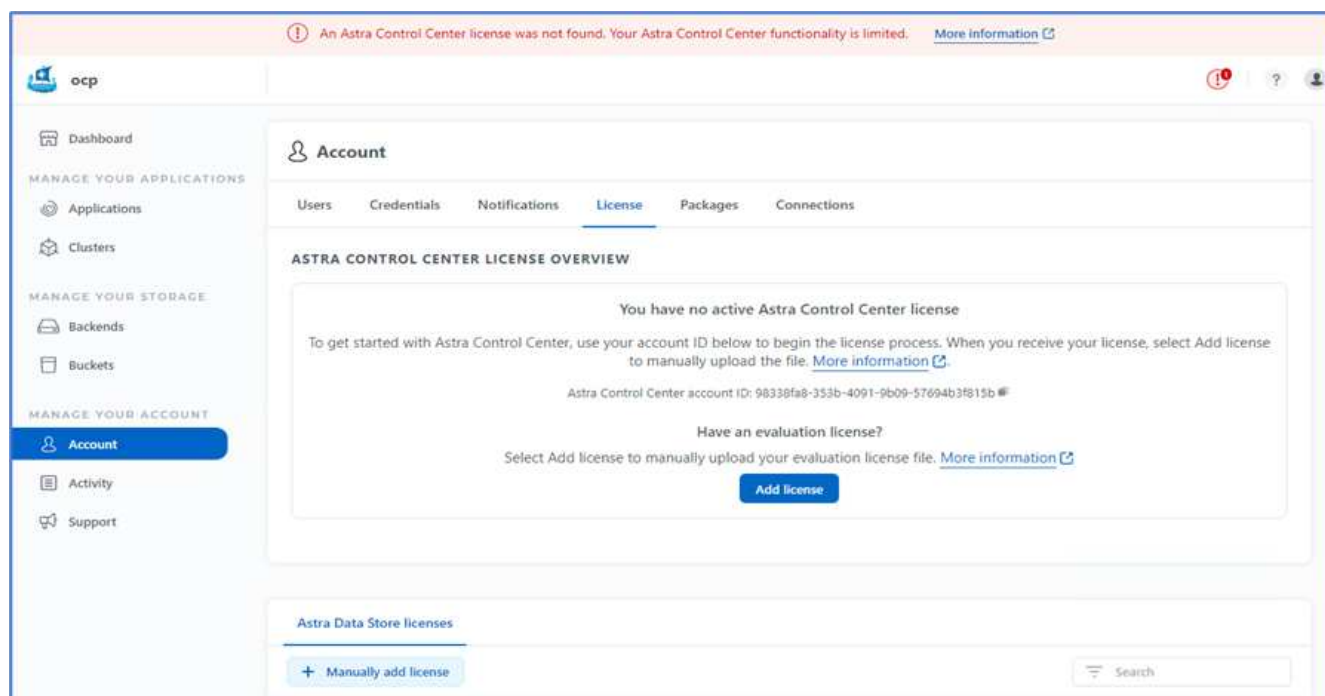 An Astra Control Center license was not found. Your Astra Control Center functionality is limited. More information
ocp
Dashboard
MANAGE YOUR APPLICATIONS
Applications
Clusters
MANAGE YOUR STORAGE
Backends
Buckets
MANAGE YOUR ACCOUNT
Account
Activity
Support
Account
Users Credentials Notifications License Packages Connections
ASTRA CONTROL CENTER LICENSE OVERVIEW
You have no active Astra Control Center license
To get started with Astra Control Center, use your account ID below to begin the license process. When you receive your license, select Add license
to manually upload the file. More information.
Astra Control Center account ID: 98338fa8-353b-4091-9b09-57694b3f815b
Have an evaluation license?
Select Add license to manually upload your evaluation license file. More information
Add license
Astra Data Store licenses
+ Manually add license
Search